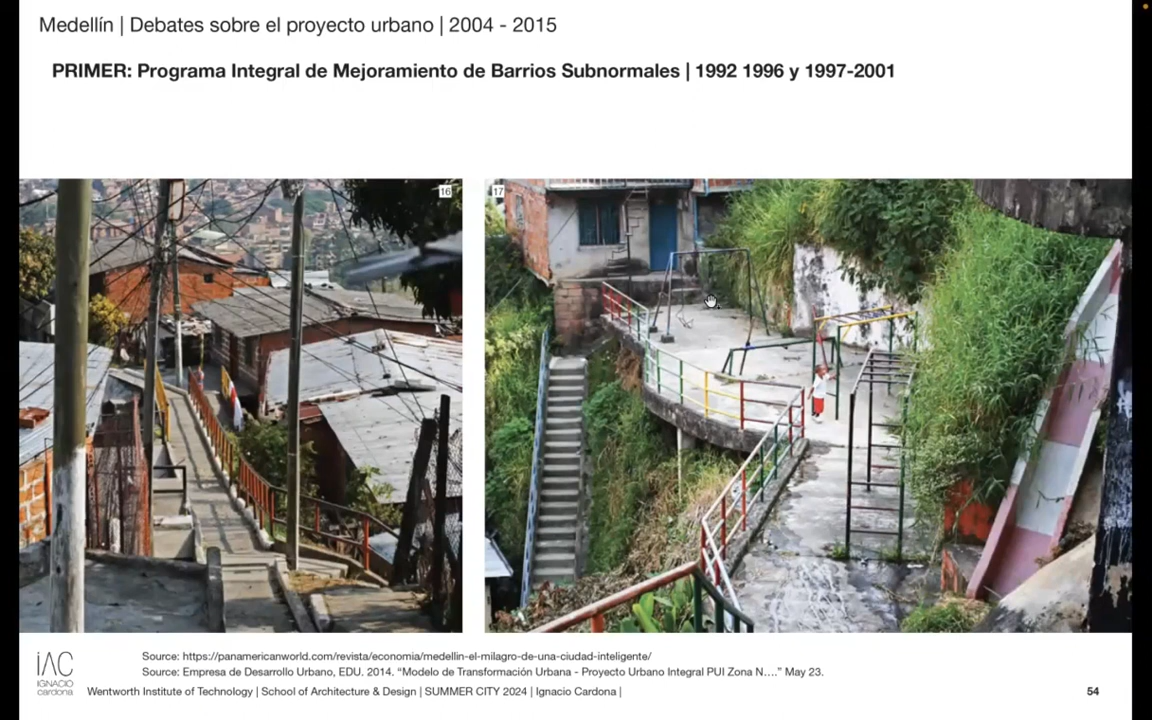 Medellín | Debates sobre el proyecto urbano | 2004 - 2015
PRIMER: Programa Integral de Mejoramiento de Barrios Subnormales | 1992 1996 y 1997-2001
16
17
Source: https://panamericanworld.com/revista/economia/medellin-el-milagro-de-una-ciudad-inteligente/
Source: Empresa de Desarrollo Urbano, EDU. 2014. “Modelo de Transformación Urbana - Proyecto Urbano Integral PUI Zona N....” May 23.
iAC
IGNACIO
cardona
Wentworth Institute of Technology | School of Architecture & Design | SUMMER CITY 2024 | Ignacio Cardona |
54